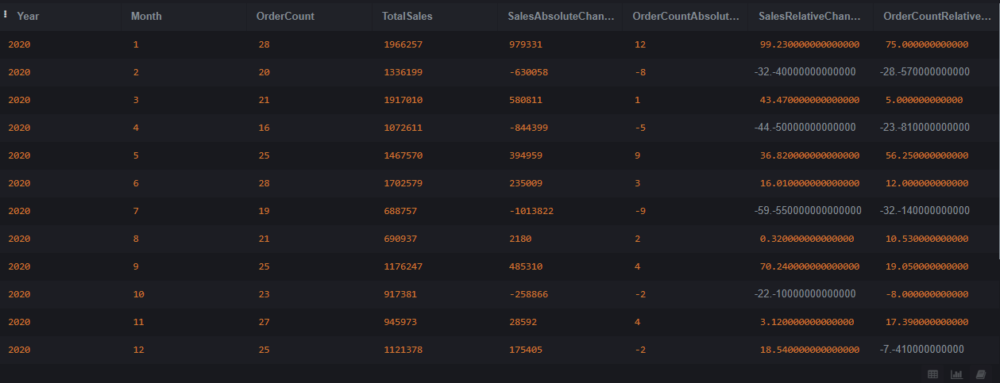 Year Month OrderCount TotalSales SalesAbsoluteChan... OrderCountAbsolut... SalesRelativeChan... OrderCountRelative...
2020 1 28 1966257 979331 12 99.230000000000000 75.000000000000
2020 2 20 1336199 -630058 -8 -32.-40000000000000 -28.-570000000000
2020 3 21 1917010 580811 1 43.470000000000000 5.000000000000
2020 4 16 1072611 -844399 -5 -44.-50000000000000 -23.-810000000000
2020 5 25 1467570 394959 9 36.820000000000000 56.250000000000
2020 6 28 1702579 235009 3 16.010000000000000 12.000000000000
2020 7 19 688757 -1013822 -9 -59.-550000000000000 -32.-140000000000
2020 8 21 690937 2180 2 0.320000000000000 10.530000000000
2020 9 25 1176247 485310 4 70.240000000000000 19.050000000000
2020 10 23 917381 -258866 -2 -22.-10000000000000 -8.000000000000
2020 11 27 945973 28592 4 3.120000000000000 17.390000000000
2020 12 25 1121378 175405 -2 18.540000000000000 -7.-410000000000